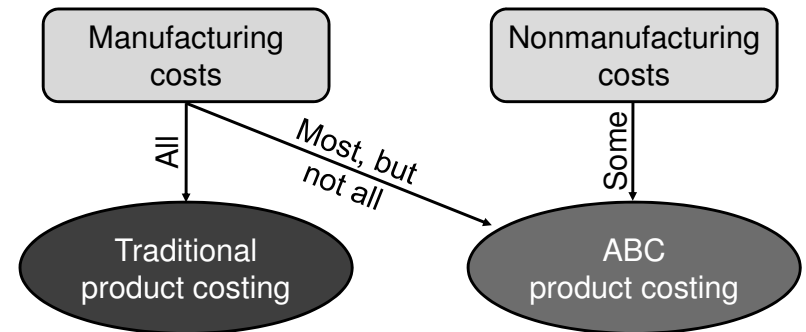 Manufacturing
costs
Nonmanufacturing
costs
All
Most, but
not all
Some
Traditional
product costing
ABC
product costing